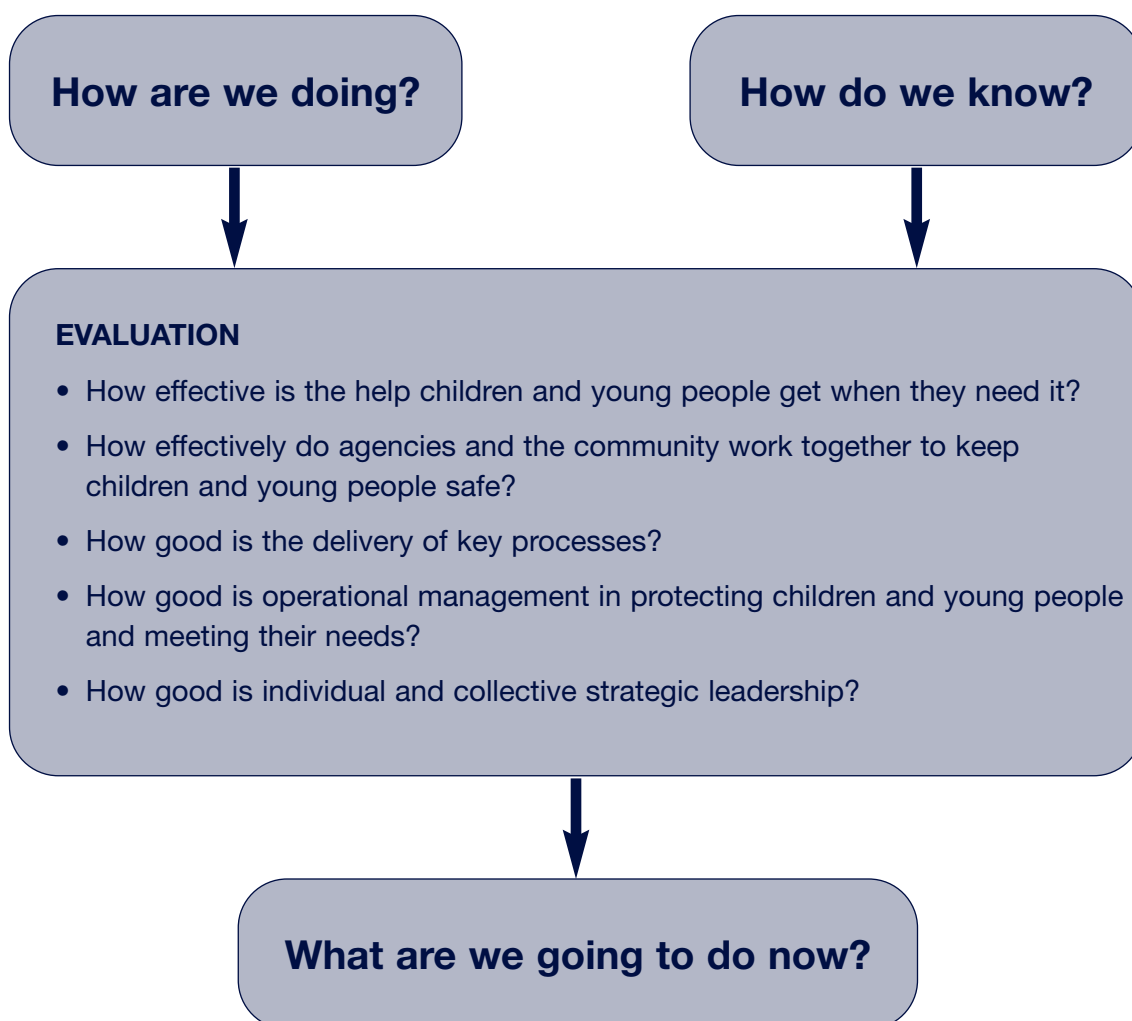 How are we doing?
How do we know?
EVALUATION
• How effective is the help children and young people get when they need it?
• How effectively do agencies and the community work together to keep
children and young people safe?
• How good is the delivery of key processes?
• How good is operational management in protecting children and young people
and meeting their needs?
• How good is individual and collective strategic leadership?
What are we going to do now?